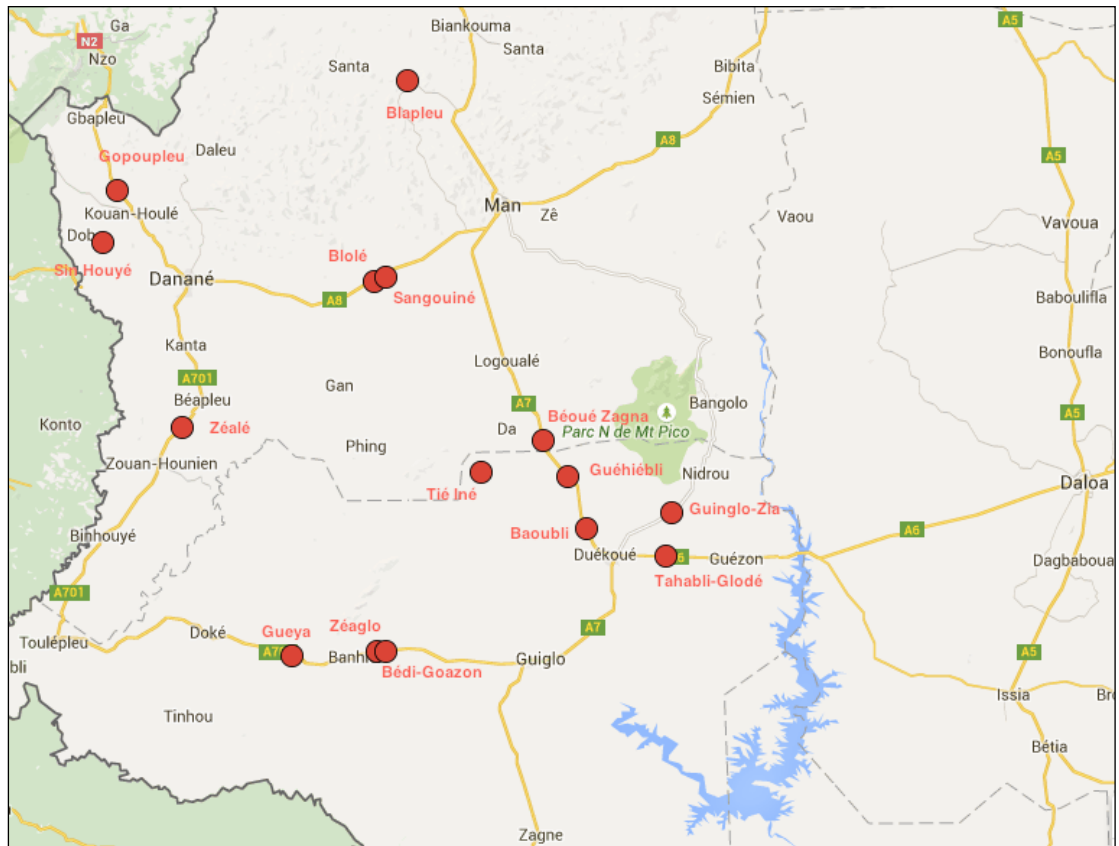 Ga
N2
Nzo
Biankouma
Santa
A5
Santa
Bibita
Blapleu
Sémien
Gbapleu
Gopoupleu
Daleu
A8
A5
Kouan-Houlé
Man
Zê
Vaou
Vavoua
Dob
Sin Houyé
Danané
Blolé
Sangouiné
A8
Baboulifla
Kanta
Logoualé
Bonoufla
A701
Gan
Béapleu
A7
Bangolo
A5
Konto
Zéalé
Da
Béoué Zagna
Parc N de Mt Pico
Phing
Zouan-Hounien
Guéhiébli
Nidrou
Tié Iné
Daloa
Guinglo-Zia
Binhouyé
Baoubli
A6
Duékoué
6
Guézon
Dagbaboua
Tahabli-Glodé
A701
Toulépleu
Doké
Gueya
Zéaglo
A7
A7
Banh
Guiglo
A5
bli
Bédi-Goazon
Issia
Br
Tinhou
Bétia
Zagne